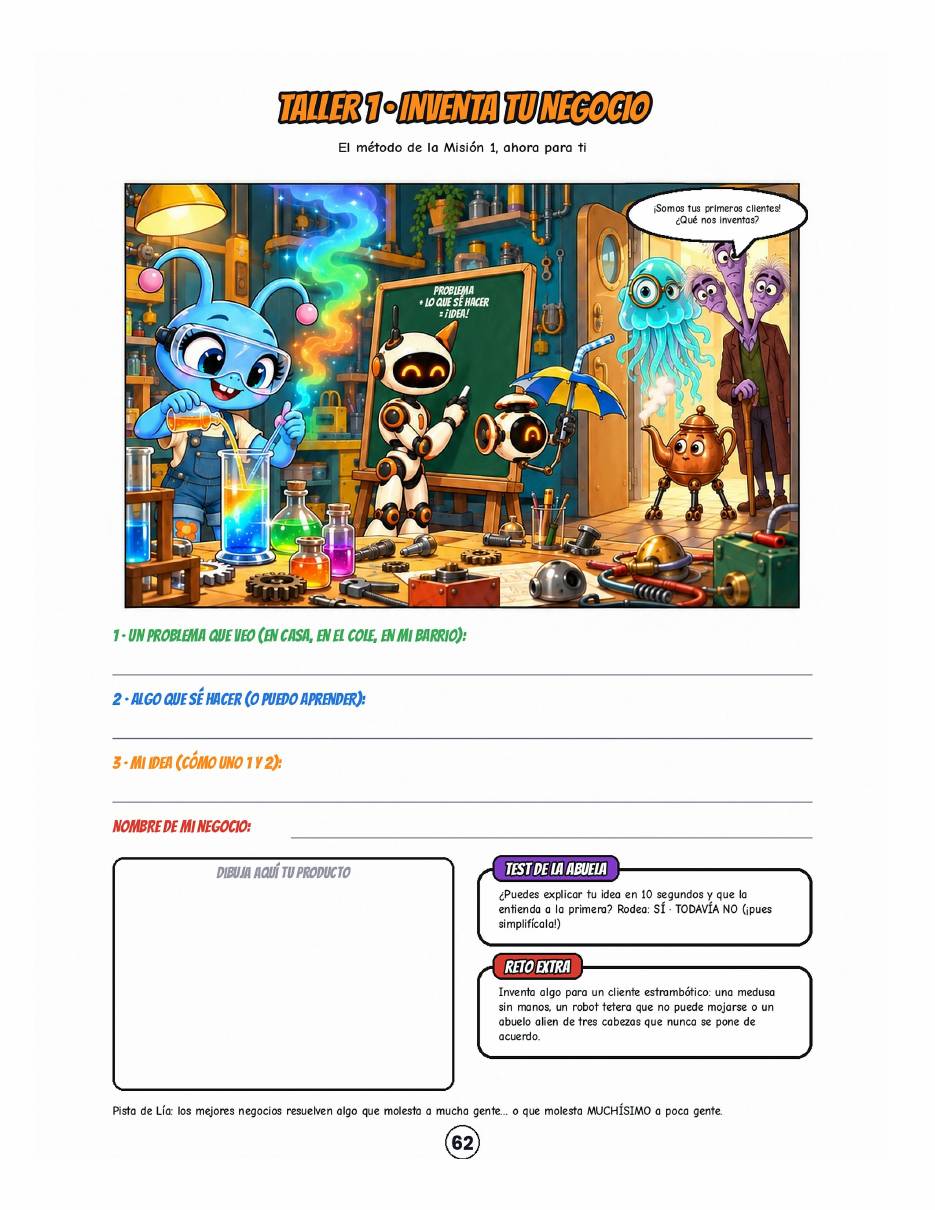 TALLER 1 · INVENTA TU NEGOCIO
El método de la Misión 1, ahora para ti
¡Somos tus primeros clientes!
¿Qué nos inventas?
PROBLEMA
+ LO QUE SÉ HACER
= ¡IDEA!
1 · UN PROBLEMA QUE VEO (EN CASA, EN EL COLE, EN MI BARRIO):
2 · ALGO QUE SÉ HACER (O PUEDO APRENDER):
3 · MI IDEA (CÓMO UNO 1 Y 2):
NOMBRE DE MI NEGOCIO:
DIBUJA AQUÍ TU PRODUCTO
TEST DE LA ABUELA
¿Puedes explicar tu idea en 10 segundos y que la
entienda a la primera? Rodea: SÍ · TODAVÍA NO (¡pues
simplifícala!)
RETO EXTRA
Inventa algo para un cliente estrambótico: una medusa
sin manos, un robot tetera que no puede mojarse o un
abuelo alien de tres cabezas que nunca se pone de
acuerdo.
Pista de Lía: los mejores negocios resuelven algo que molesta a mucha gente... o que molesta MUCHÍSIMO a poca gente.
62